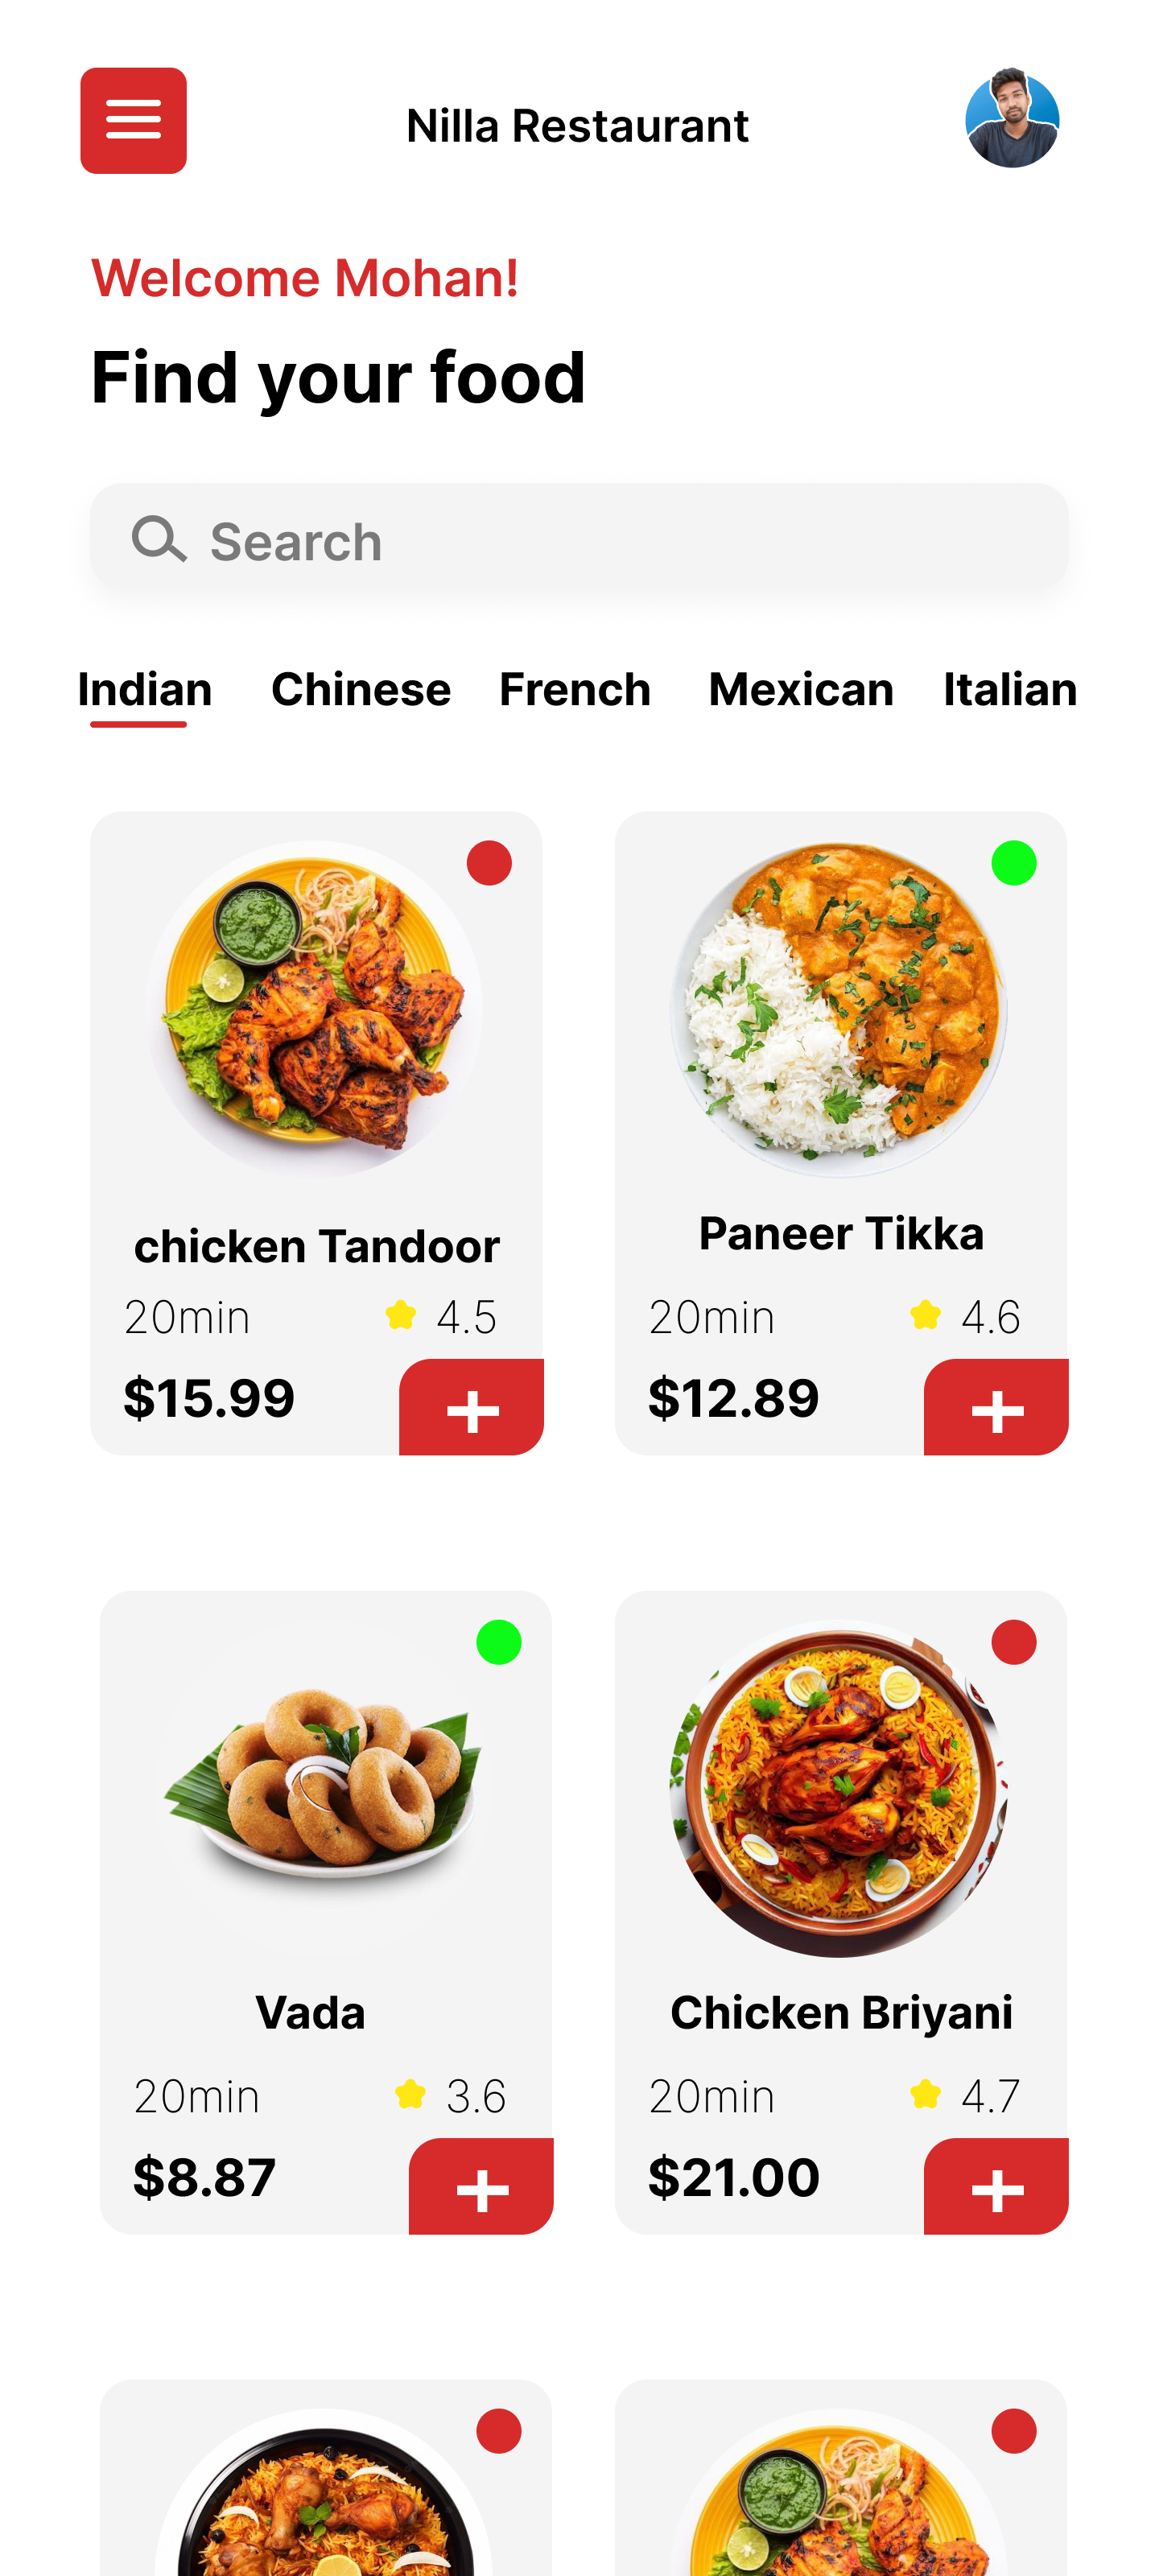 Nilla Restaurant
Welcome Mohan!
Find your food
Search
Indian Chinese French Mexican Italian
chicken Tandoor
20min 4.5
$15.99 +
Paneer Tikka
20min 4.6
$12.89 +
Vada
20min 3.6
$8.87 +
Chicken Briyani
20min 4.7
$21.00 +